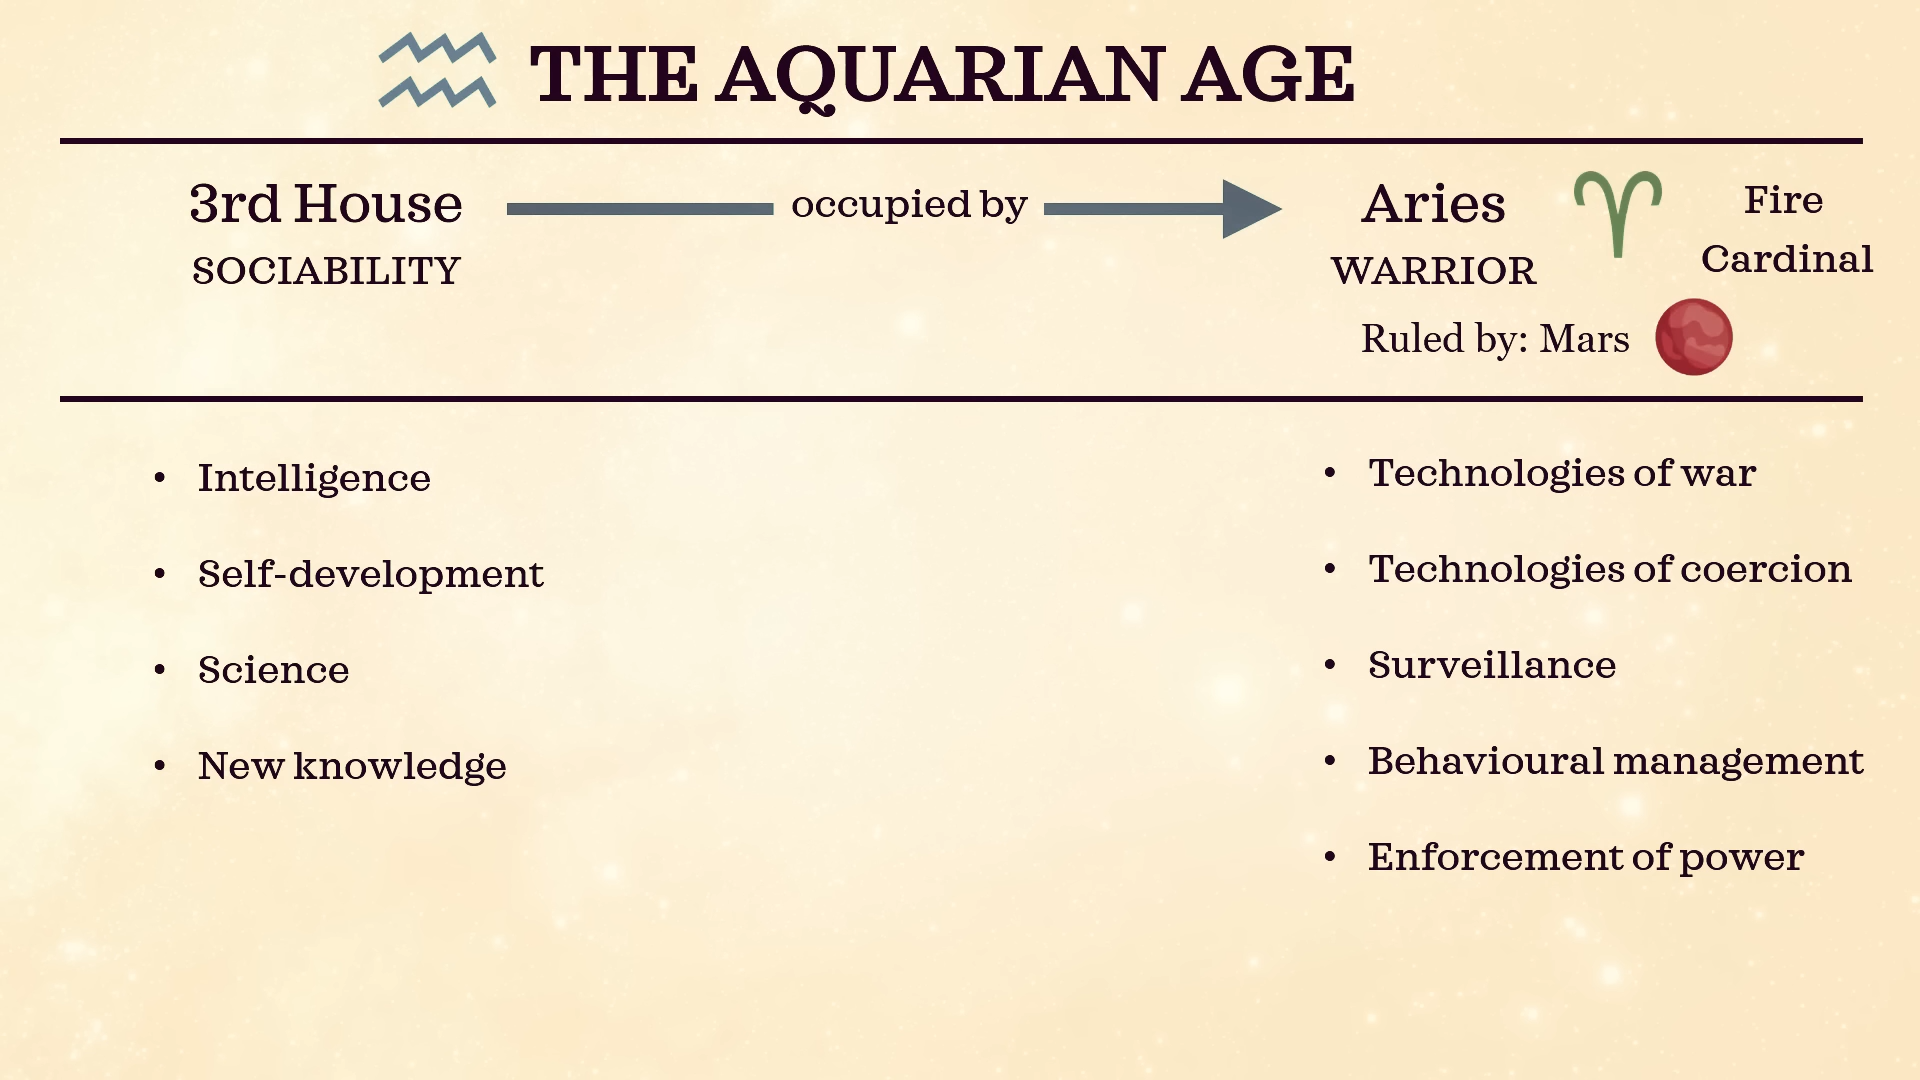 THE AQUARIAN AGE
3rd House
occupied by
Aries
Fire
SOCIABILITY
WARRIOR
Cardinal
Ruled by: Mars
• Intelligence
• Self-development
• Science
• New knowledge
• Technologies of war
• Technologies of coercion
• Surveillance
• Behavioural management
• Enforcement of power